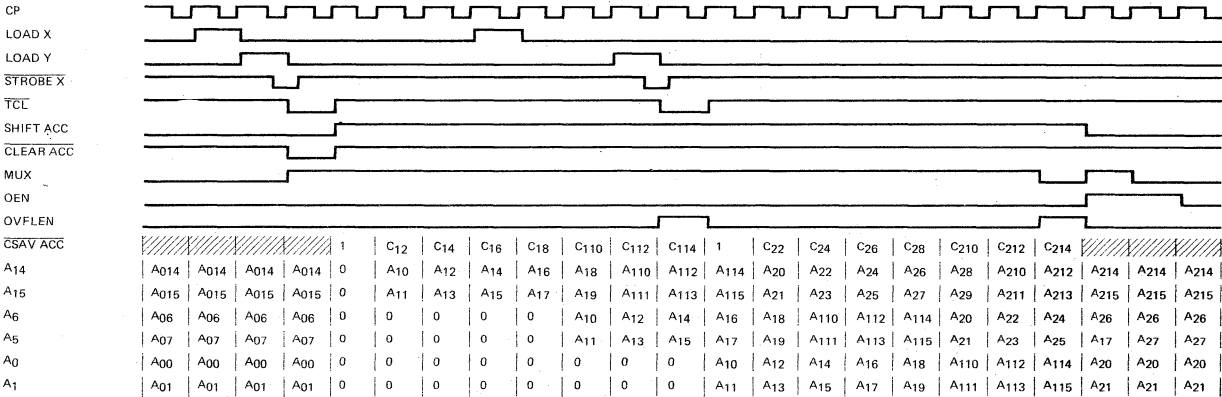 CP
LOAD X
LOAD Y
STROBE X
TCL
SHIFT ACC
CLEAR ACC
MUX
OEN
OVFLEN
CSAV ACC 1 C12 C14 C16 C18 C110 C112 C114 1 C22 C24 C26 C28 C210 C212 C214
A14 A014 A014 A014 A014 0 A10 A12 A14 A16 A18 A110 A112 A114 A20 A22 A24 A26 A28 A210 A212 A214 A214 A214
A15 A015 A015 A015 A015 0 A11 A13 A15 A17 A19 A111 A113 A115 A21 A23 A25 A27 A29 A211 A213 A215 A215 A215
A6 A06 A06 A06 A06 0 0 0 0 0 A10 A12 A14 A16 A18 A110 A112 A114 A20 A22 A24 A26 A26 A26
A5 A07 A07 A07 A07 0 0 0 0 0 A11 A13 A15 A17 A19 A111 A113 A115 A21 A23 A25 A17 A27 A27
A0 A00 A00 A00 A00 0 0 0 0 0 0 0 0 A10 A12 A14 A16 A18 A110 A112 A114 A20 A20 A20
A1 A01 A01 A01 A01 0 0 0 0 0 0 0 0 A11 A13 A15 A17 A19 A111 A113 A115 A21 A21 A21